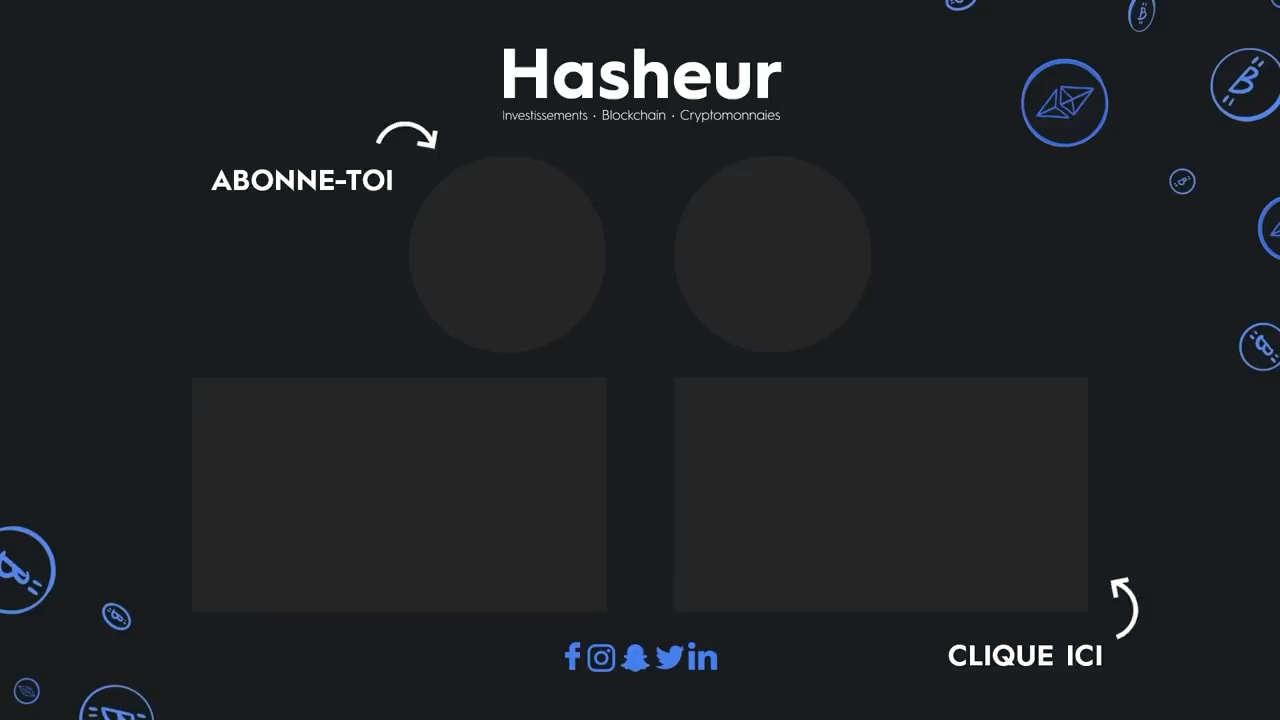 Hasheur
Investissements · Blockchain · Cryptomonnaies
ABONNE-TOI
CLIQUE ICI